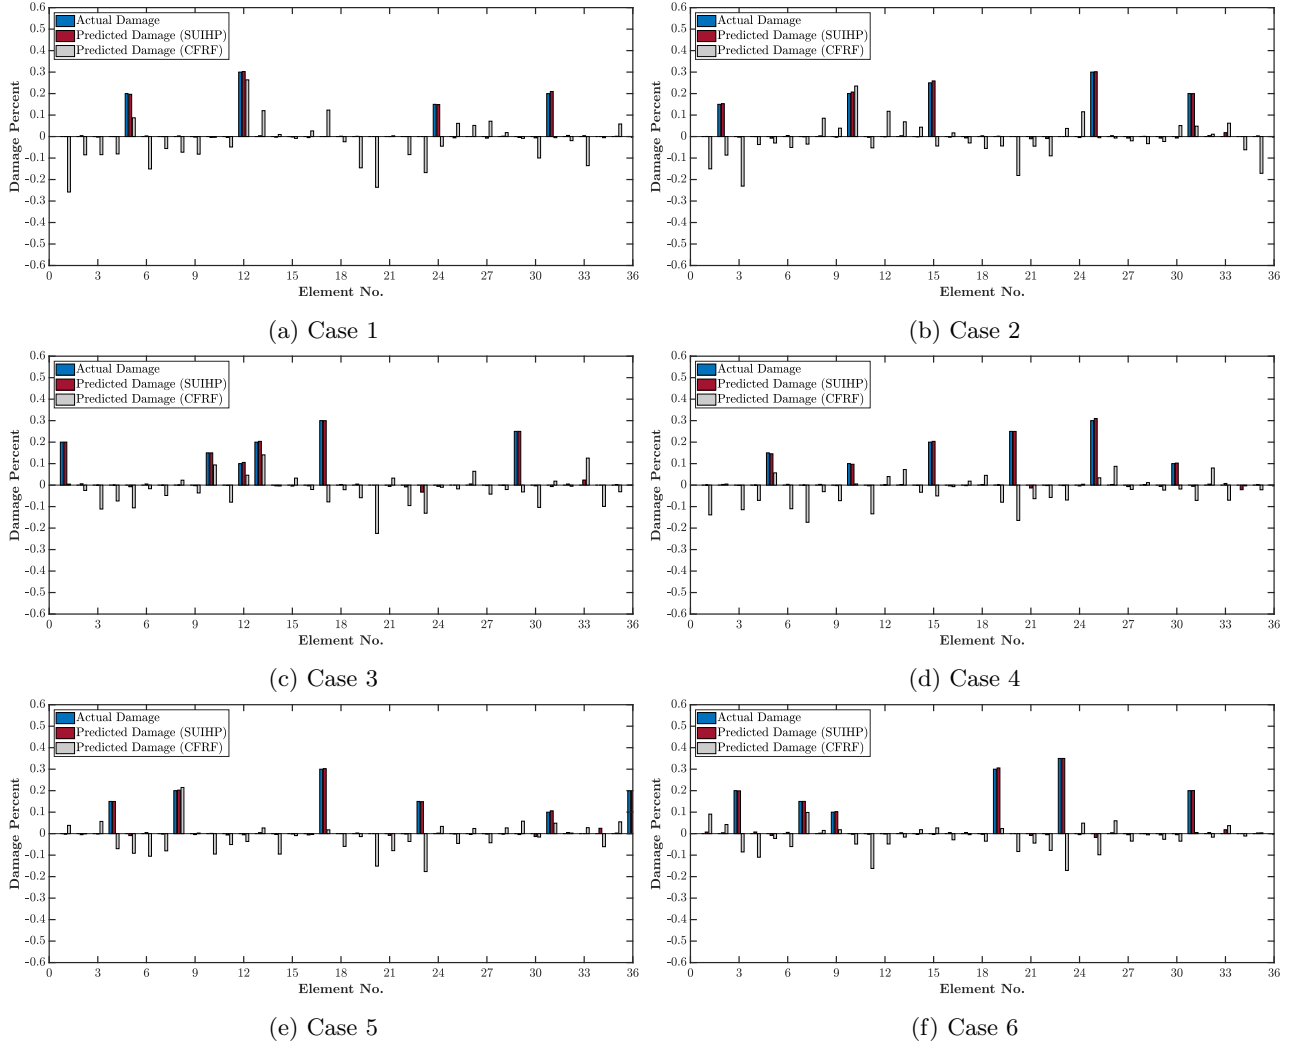 0.6
0.5
0.4
0.3
0.2
0.1
0
-0.1
-0.2
-0.3
-0.4
-0.5
-0.6
Damage Percent
Actual Damage
Predicted Damage (SUIHP)
Predicted Damage (CFRF)
0 3 6 9 12 15 18 21 24 27 30 33 36
Element No.
(a) Case 1
0.6
0.5
0.4
0.3
0.2
0.1
0
-0.1
-0.2
-0.3
-0.4
-0.5
-0.6
Damage Percent
Actual Damage
Predicted Damage (SUIHP)
Predicted Damage (CFRF)
0 3 6 9 12 15 18 21 24 27 30 33 36
Element No.
(b) Case 2
0.6
0.5
0.4
0.3
0.2
0.1
0
-0.1
-0.2
-0.3
-0.4
-0.5
-0.6
Damage Percent
Actual Damage
Predicted Damage (SUIHP)
Predicted Damage (CFRF)
0 3 6 9 12 15 18 21 24 27 30 33 36
Element No.
(c) Case 3
0.6
0.5
0.4
0.3
0.2
0.1
0
-0.1
-0.2
-0.3
-0.4
-0.5
-0.6
Damage Percent
Actual Damage
Predicted Damage (SUIHP)
Predicted Damage (CFRF)
0 3 6 9 12 15 18 21 24 27 30 33 36
Element No.
(d) Case 4
0.6
0.5
0.4
0.3
0.2
0.1
0
-0.1
-0.2
-0.3
-0.4
-0.5
-0.6
Damage Percent
Actual Damage
Predicted Damage (SUIHP)
Predicted Damage (CFRF)
0 3 6 9 12 15 18 21 24 27 30 33 36
Element No.
(e) Case 5
0.6
0.5
0.4
0.3
0.2
0.1
0
-0.1
-0.2
-0.3
-0.4
-0.5
-0.6
Damage Percent
Actual Damage
Predicted Damage (SUIHP)
Predicted Damage (CFRF)
0 3 6 9 12 15 18 21 24 27 30 33 36
Element No.
(f) Case 6